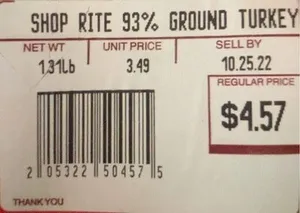 SHOP RITE 93% GROUND TURKEY
NET WT UNIT PRICE SELL BY
1.31lb 3.49 10.25.22
REGULAR PRICE
$4.57
2 05322 50457 5
THANK YOU